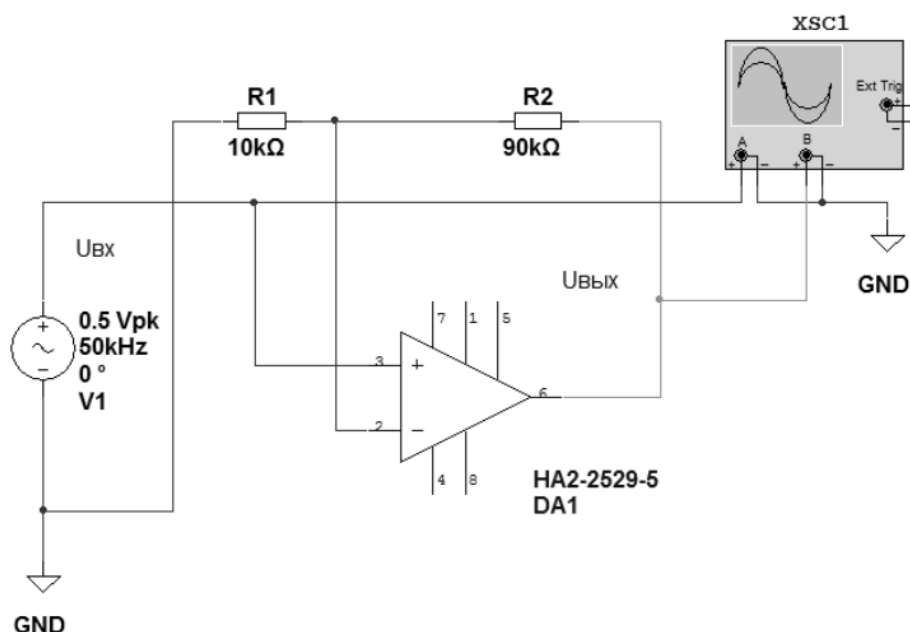 XSC1
Ext Trig
+
−
A
B
+
−
+
−
R1
R2
10kΩ
90kΩ
Uвх
Uвых
GND
0.5 Vpk
50kHz
0 °
V1
+
−
7
1
5
3
+
2
−
6
4
8
HA2-2529-5
DA1
GND